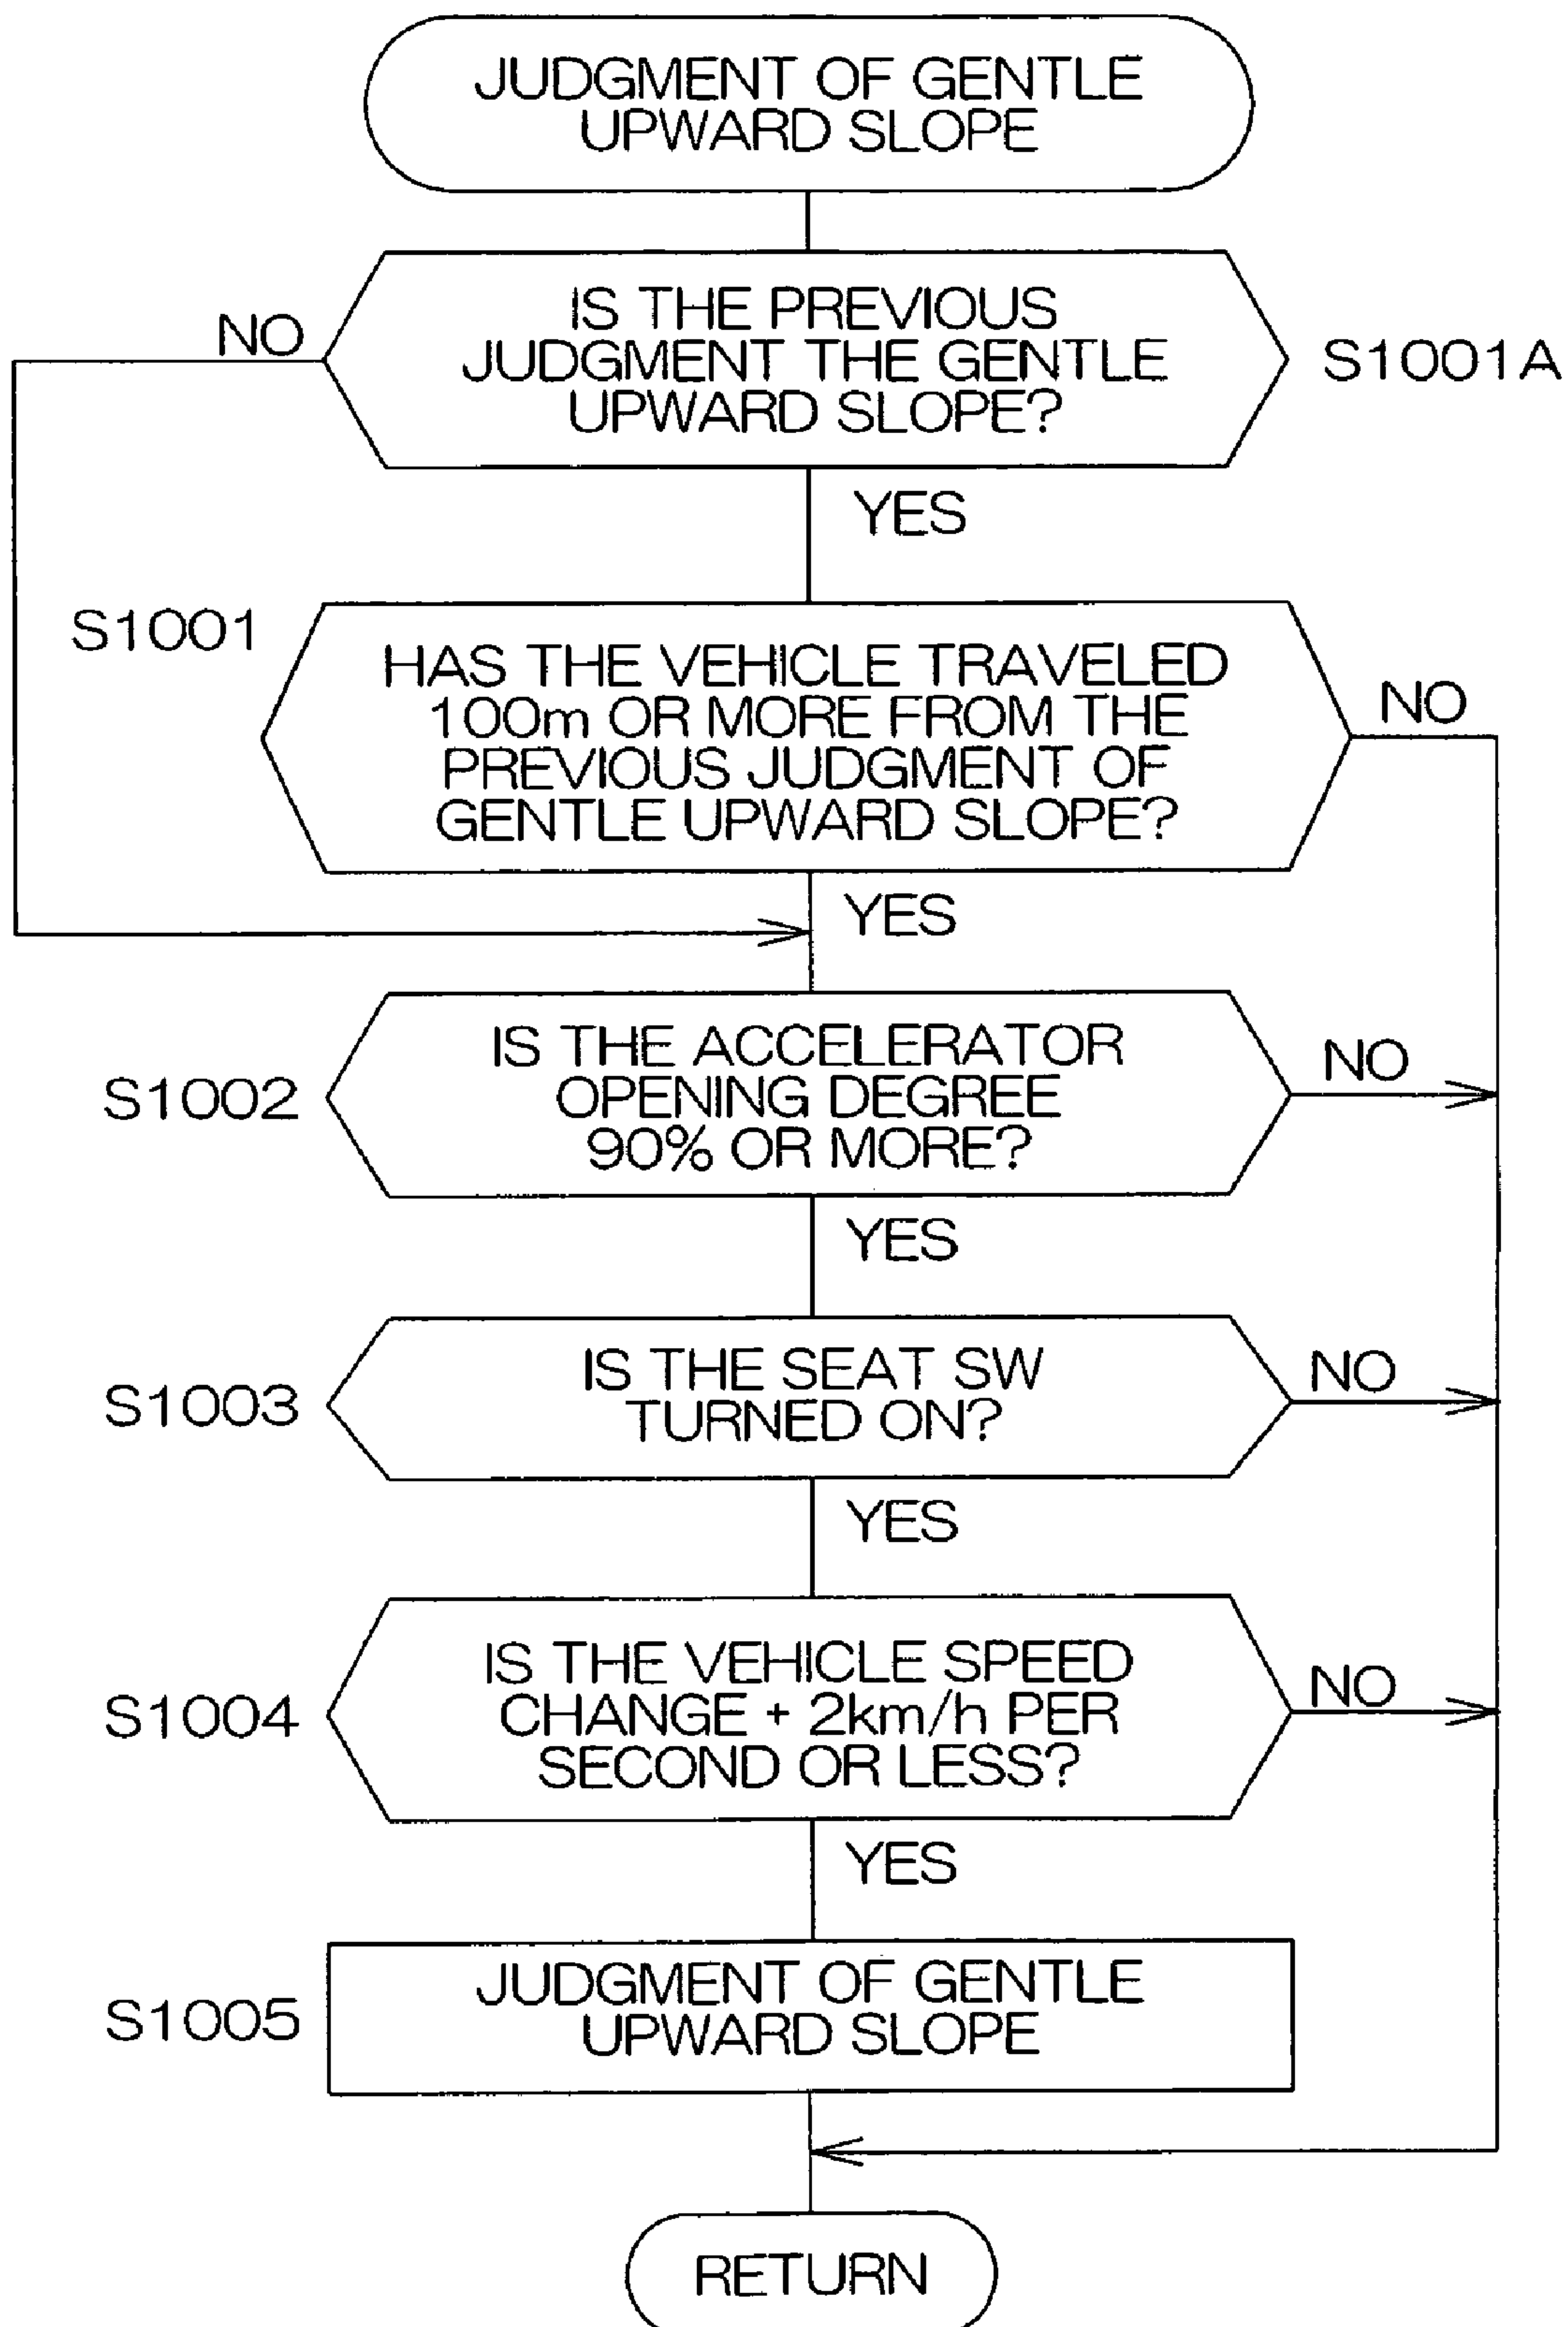 JUDGMENT OF GENTLE
UPWARD SLOPE
NO
IS THE PREVIOUS
JUDGMENT THE GENTLE
UPWARD SLOPE?
S1001A
YES
S1001
HAS THE VEHICLE TRAVELED
100m OR MORE FROM THE
PREVIOUS JUDGMENT OF
GENTLE UPWARD SLOPE?
NO
YES
S1002
IS THE ACCELERATOR
OPENING DEGREE
90% OR MORE?
NO
YES
S1003
IS THE SEAT SW
TURNED ON?
NO
YES
S1004
IS THE VEHICLE SPEED
CHANGE + 2km/h PER
SECOND OR LESS?
NO
YES
S1005
JUDGMENT OF GENTLE
UPWARD SLOPE
RETURN